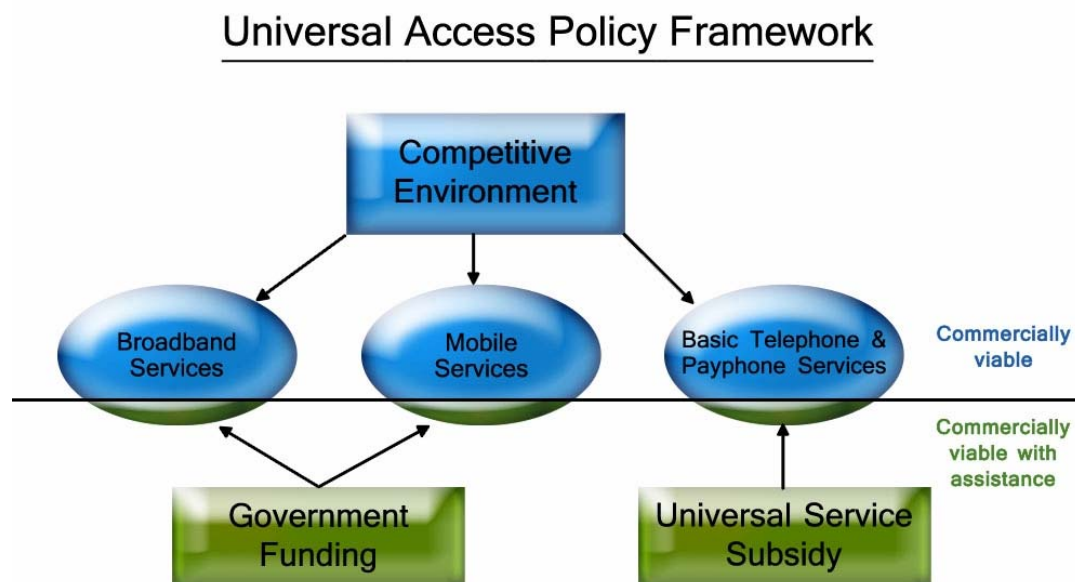 Universal Access Policy Framework
Competitive
Environment
Broadband
Services
Mobile
Services
Basic Telephone &
Payphone Services
Commercially
viable
Commercially
viable with
assistance
Government
Funding
Universal Service
Subsidy